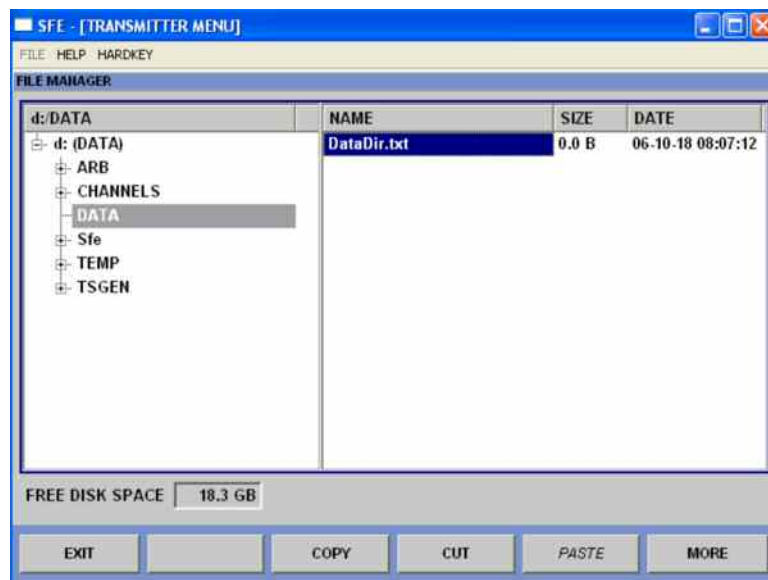 SFE - [TRANSMITTER MENU]
FILE HELP HARDKEY
FILE MANAGER
d:/DATA NAME SIZE DATE
d: (DATA) DataDir.txt 0.0 B 06-10-18 08:07:12
ARB
CHANNELS
DATA
Sfe
TEMP
TSGEN
FREE DISK SPACE 18.3 GB
EXIT COPY CUT PASTE MORE